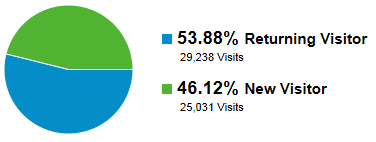 53.88% Returning Visitor
29,238 Visits
46.12% New Visitor
25,031 Visits